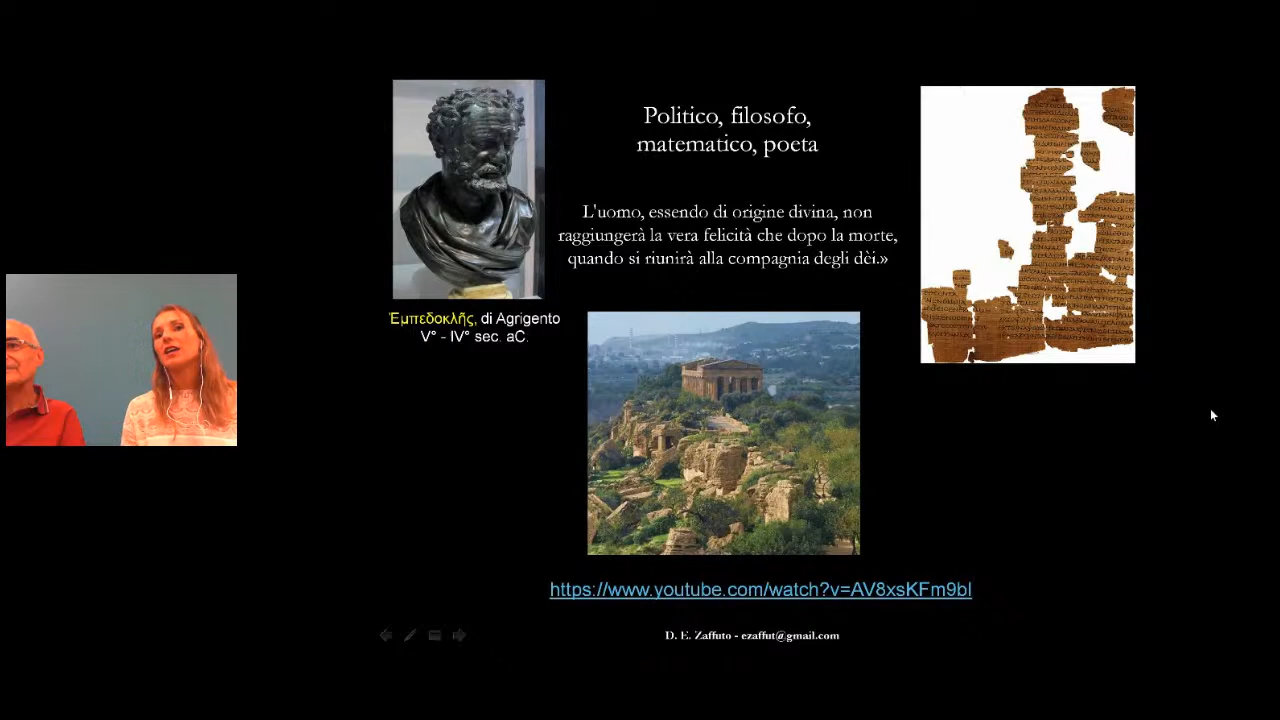 Politico, filosofo,
matematico, poeta
L'uomo, essendo di origine divina, non
raggiungerà la vera felicità che dopo la morte,
quando si riunirà alla compagnia degli dèi.»
Ἐμπεδοκλῆς, di Agrigento
V° - IV° sec. aC.
https://www.youtube.com/watch?v=AV8xsKFm9bI
D. E. Zaffuto - ezaffut@gmail.com